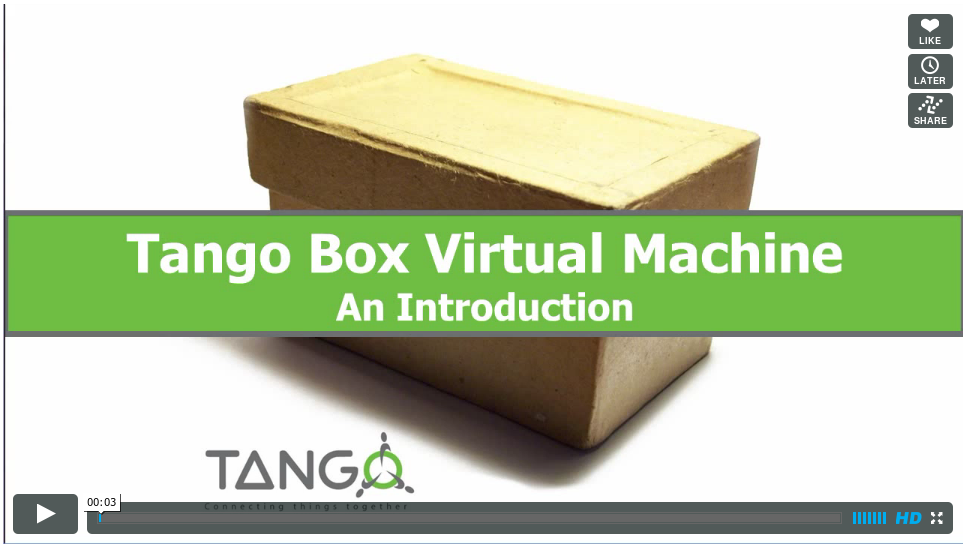 LIKE
LATER
SHARE
Tango Box Virtual Machine
An Introduction
TANGO
Connecting things together
00:03
HD